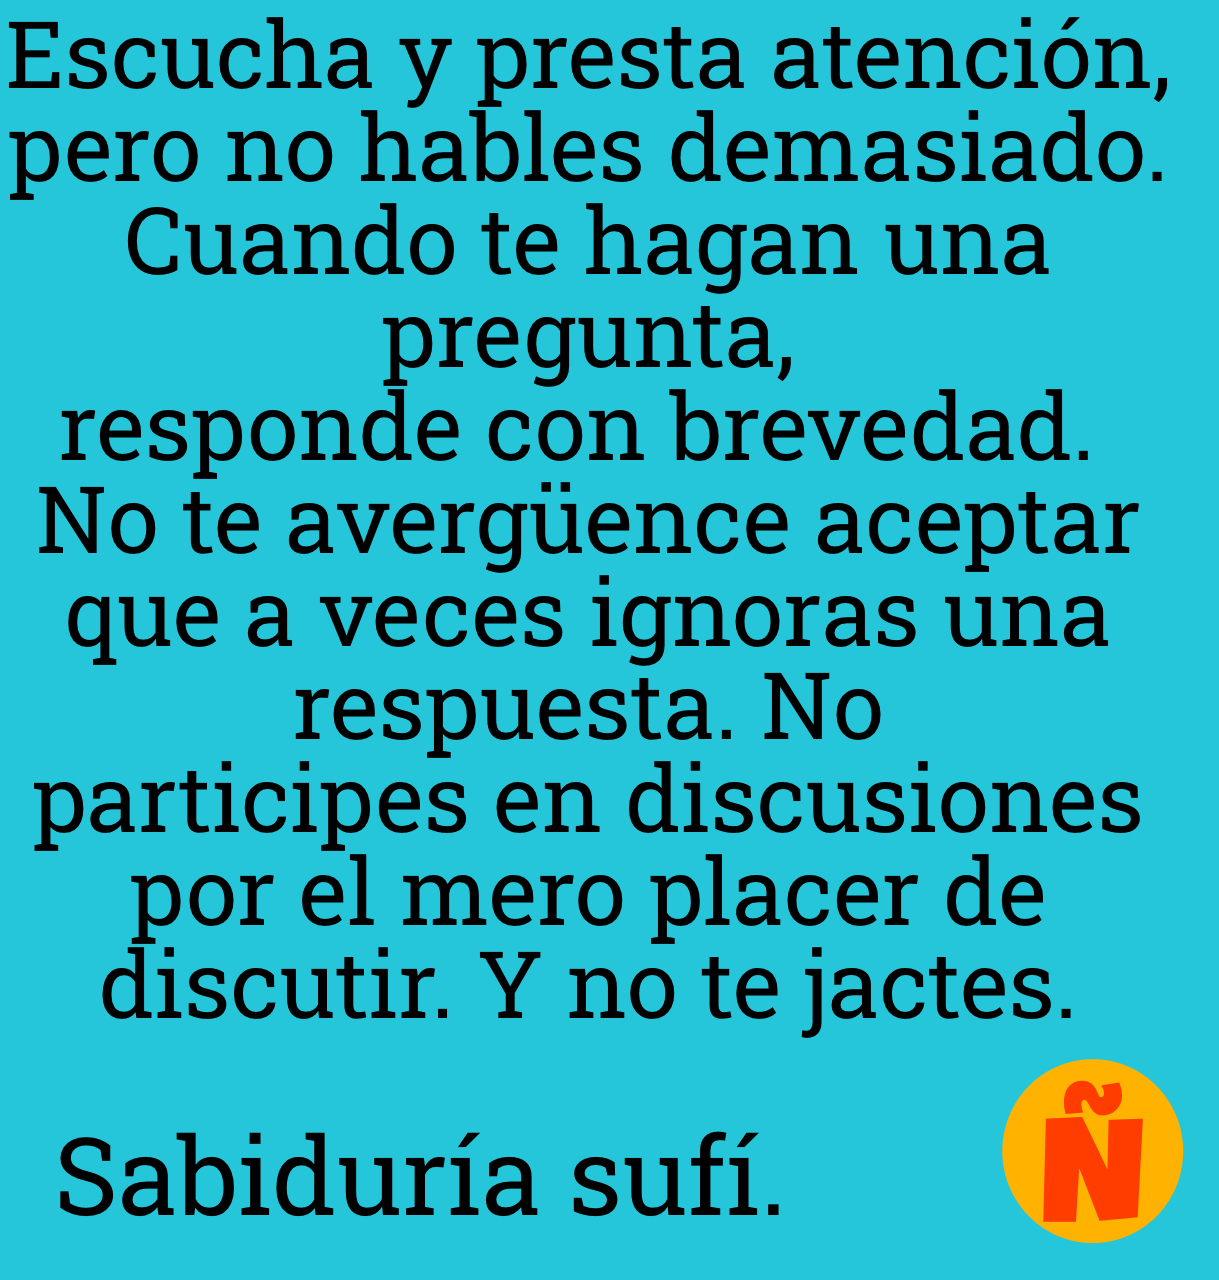 Escucha y presta atención,
pero no hables demasiado.
Cuando te hagan una
pregunta,
responde con brevedad.
No te avergüence aceptar
que a veces ignoras una
respuesta. No
participes en discusiones
por el mero placer de
discutir. Y no te jactes.
Sabiduría sufí.
Ñ